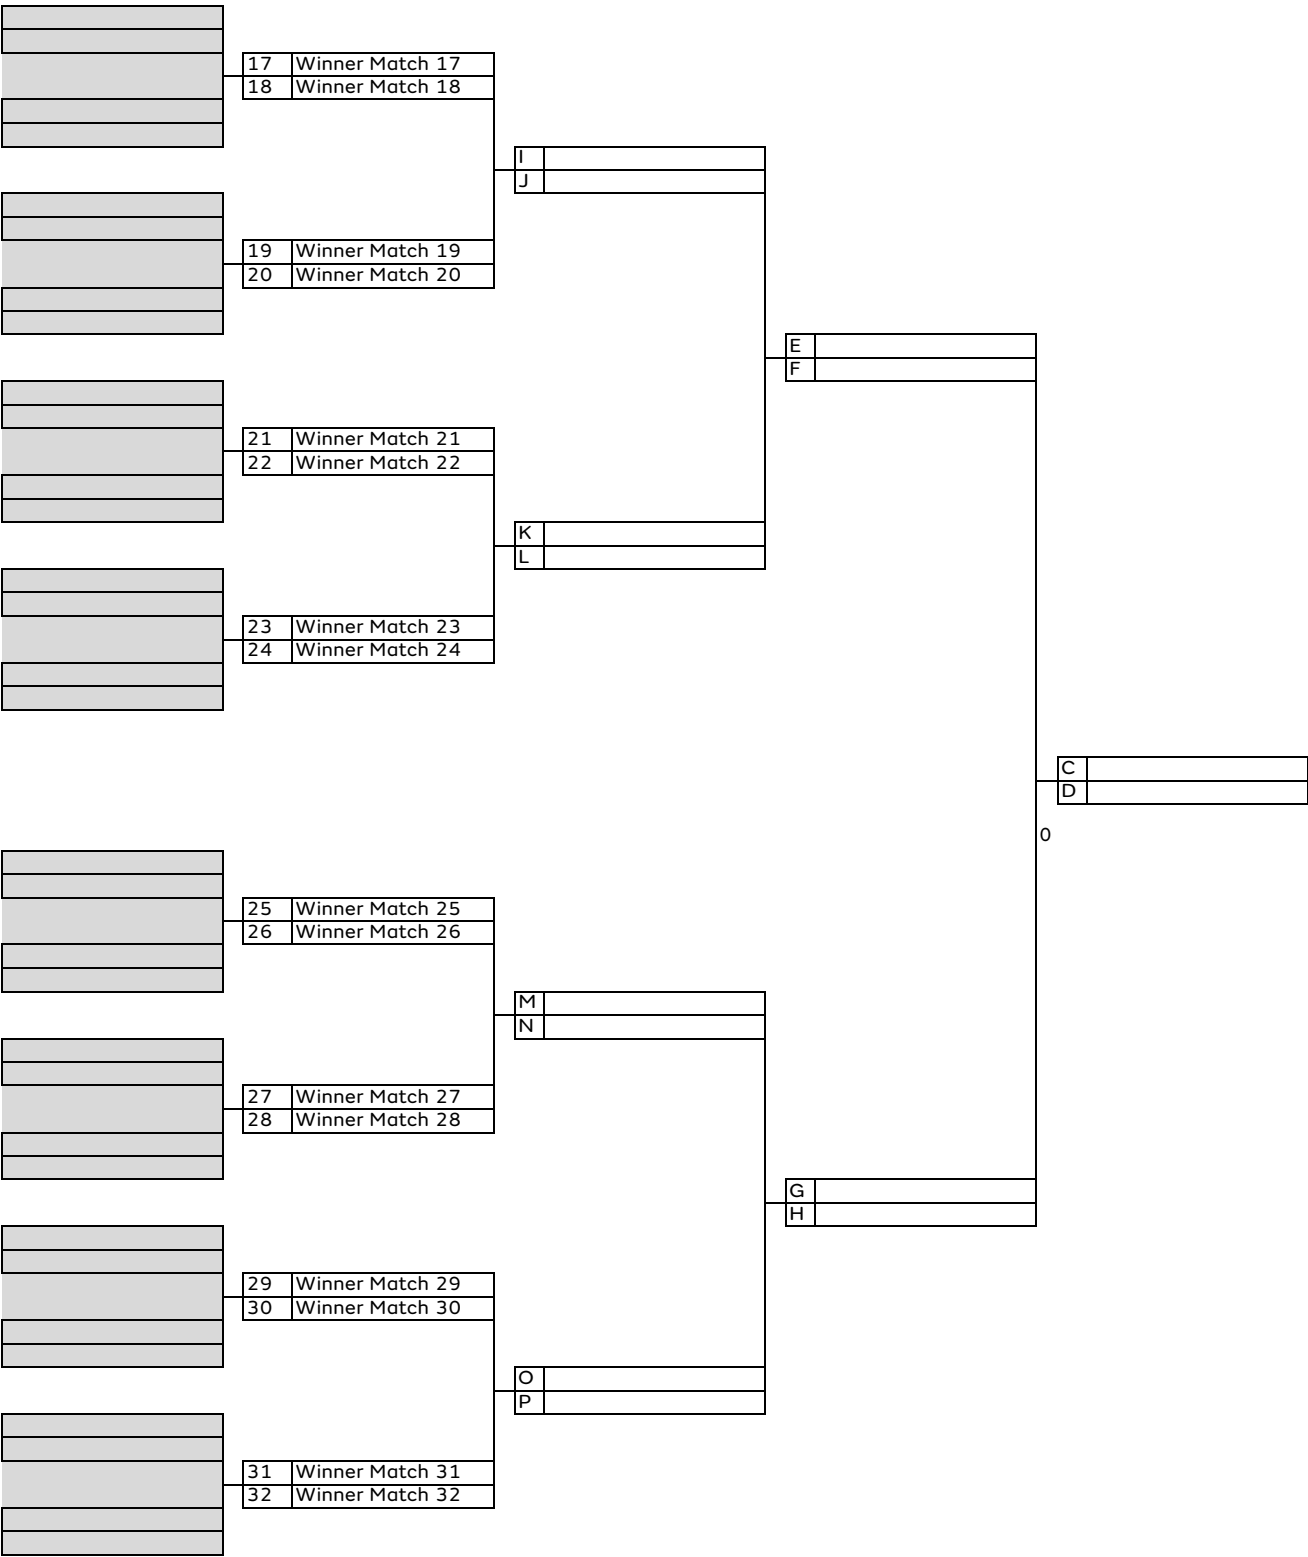 17 Winner Match 17
18 Winner Match 18
I
J
19 Winner Match 19
20 Winner Match 20
E
F
21 Winner Match 21
22 Winner Match 22
K
L
23 Winner Match 23
24 Winner Match 24
C
D
0
25 Winner Match 25
26 Winner Match 26
M
N
27 Winner Match 27
28 Winner Match 28
G
H
29 Winner Match 29
30 Winner Match 30
O
P
31 Winner Match 31
32 Winner Match 32